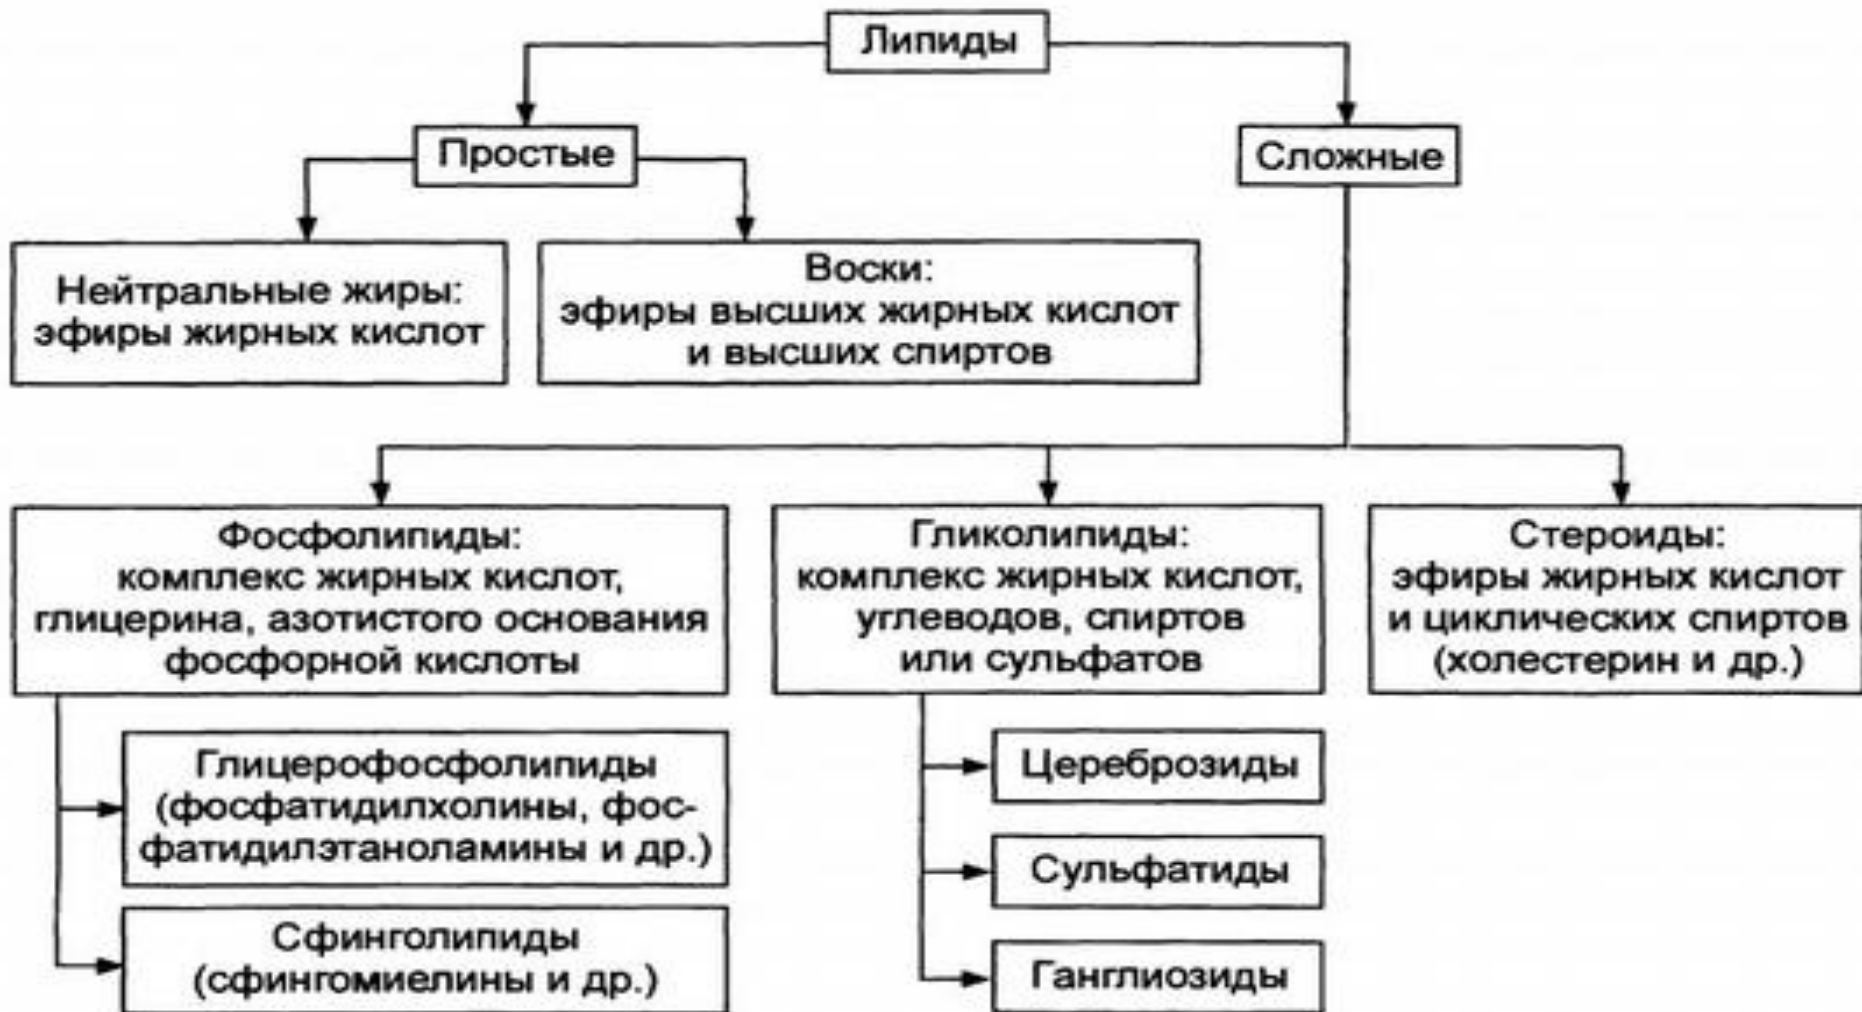 Липиды
Простые
Сложные
Нейтральные жиры:
эфиры жирных кислот
Воски:
эфиры высших жирных кислот
и высших спиртов
Фосфолипиды:
комплекс жирных кислот,
глицерина, азотистого основания
фосфорной кислоты
Гликолипиды:
комплекс жирных кислот,
углеводов, спиртов
или сульфатов
Стероиды:
эфиры жирных кислот
и циклических спиртов
(холестерин и др.)
Глицерофосфолипиды
(фосфатидилхолины, фос-
фатидилэтаноламины и др.)
Сфинголипиды
(сфингомиелины и др.)
Цереброзиды
Сульфатиды
Ганглиозиды